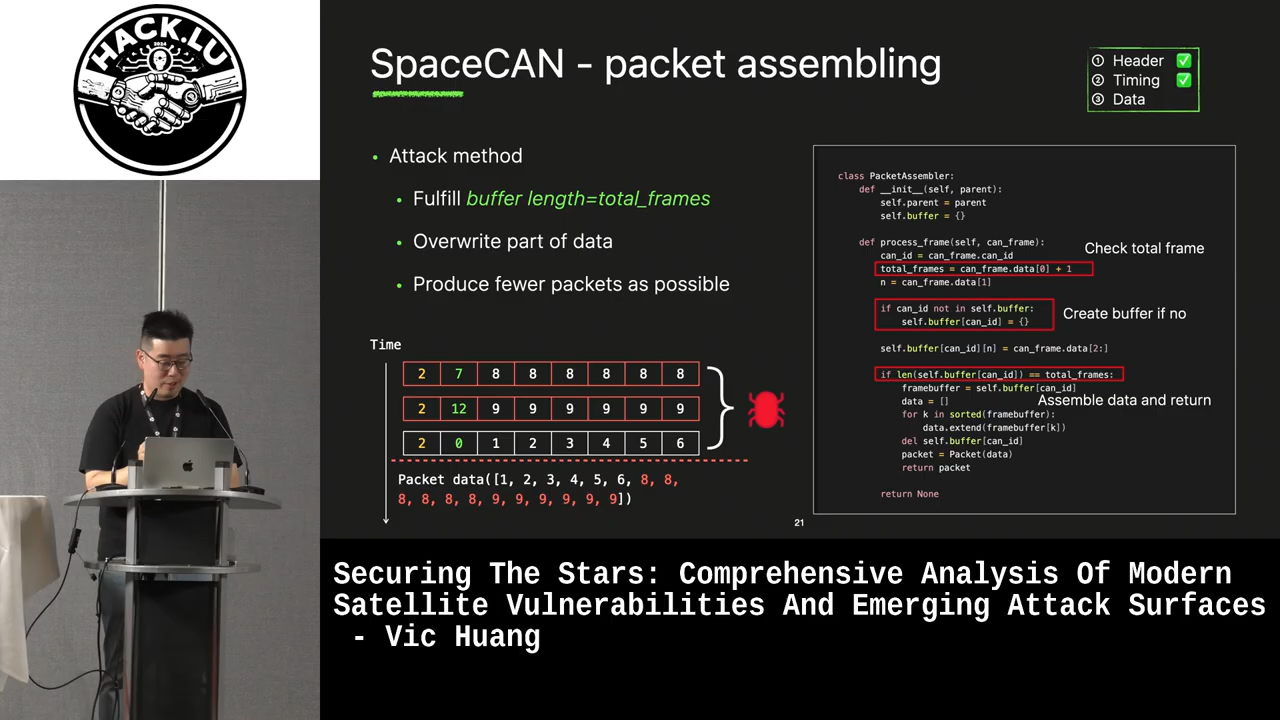 HACK.LU
2024
SpaceCAN - packet assembling
① Header ✅
② Timing ✅
③ Data
• Attack method
• Fulfill buffer length=total_frames
• Overwrite part of data
• Produce fewer packets as possible
Time
2 7 8 8 8 8 8 8
2 12 9 9 9 9 9 9
2 0 1 2 3 4 5 6
Packet data([1, 2, 3, 4, 5, 6, 8, 8,
8, 8, 8, 8, 9, 9, 9, 9, 9, 9])
class PacketAssembler:
def __init__(self, parent):
self.parent = parent
self.buffer = {}
def process_frame(self, can_frame):
can_id = can_frame.can_id
Check total frame
total_frames = can_frame.data[0] + 1
n = can_frame.data[1]
if can_id not in self.buffer:
self.buffer[can_id] = {}
Create buffer if no
self.buffer[can_id][n] = can_frame.data[2:]
if len(self.buffer[can_id]) == total_frames:
framebuffer = self.buffer[can_id]
data = []
Assemble data and return
for k in sorted(framebuffer):
data.extend(framebuffer[k])
del self.buffer[can_id]
packet = Packet(data)
return packet
return None
21
Securing The Stars: Comprehensive Analysis Of Modern
Satellite Vulnerabilities And Emerging Attack Surfaces
- Vic Huang